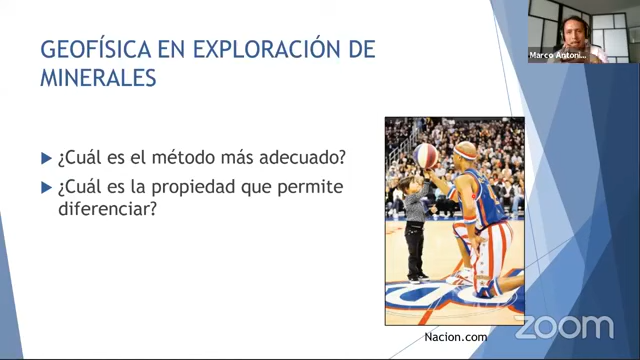 GEOFÍSICA EN EXPLORACIÓN DE
MINERALES
¿Cuál es el método más adecuado?
¿Cuál es la propiedad que permite
diferenciar?
Nacion.com
Marco Antoni...
zoom